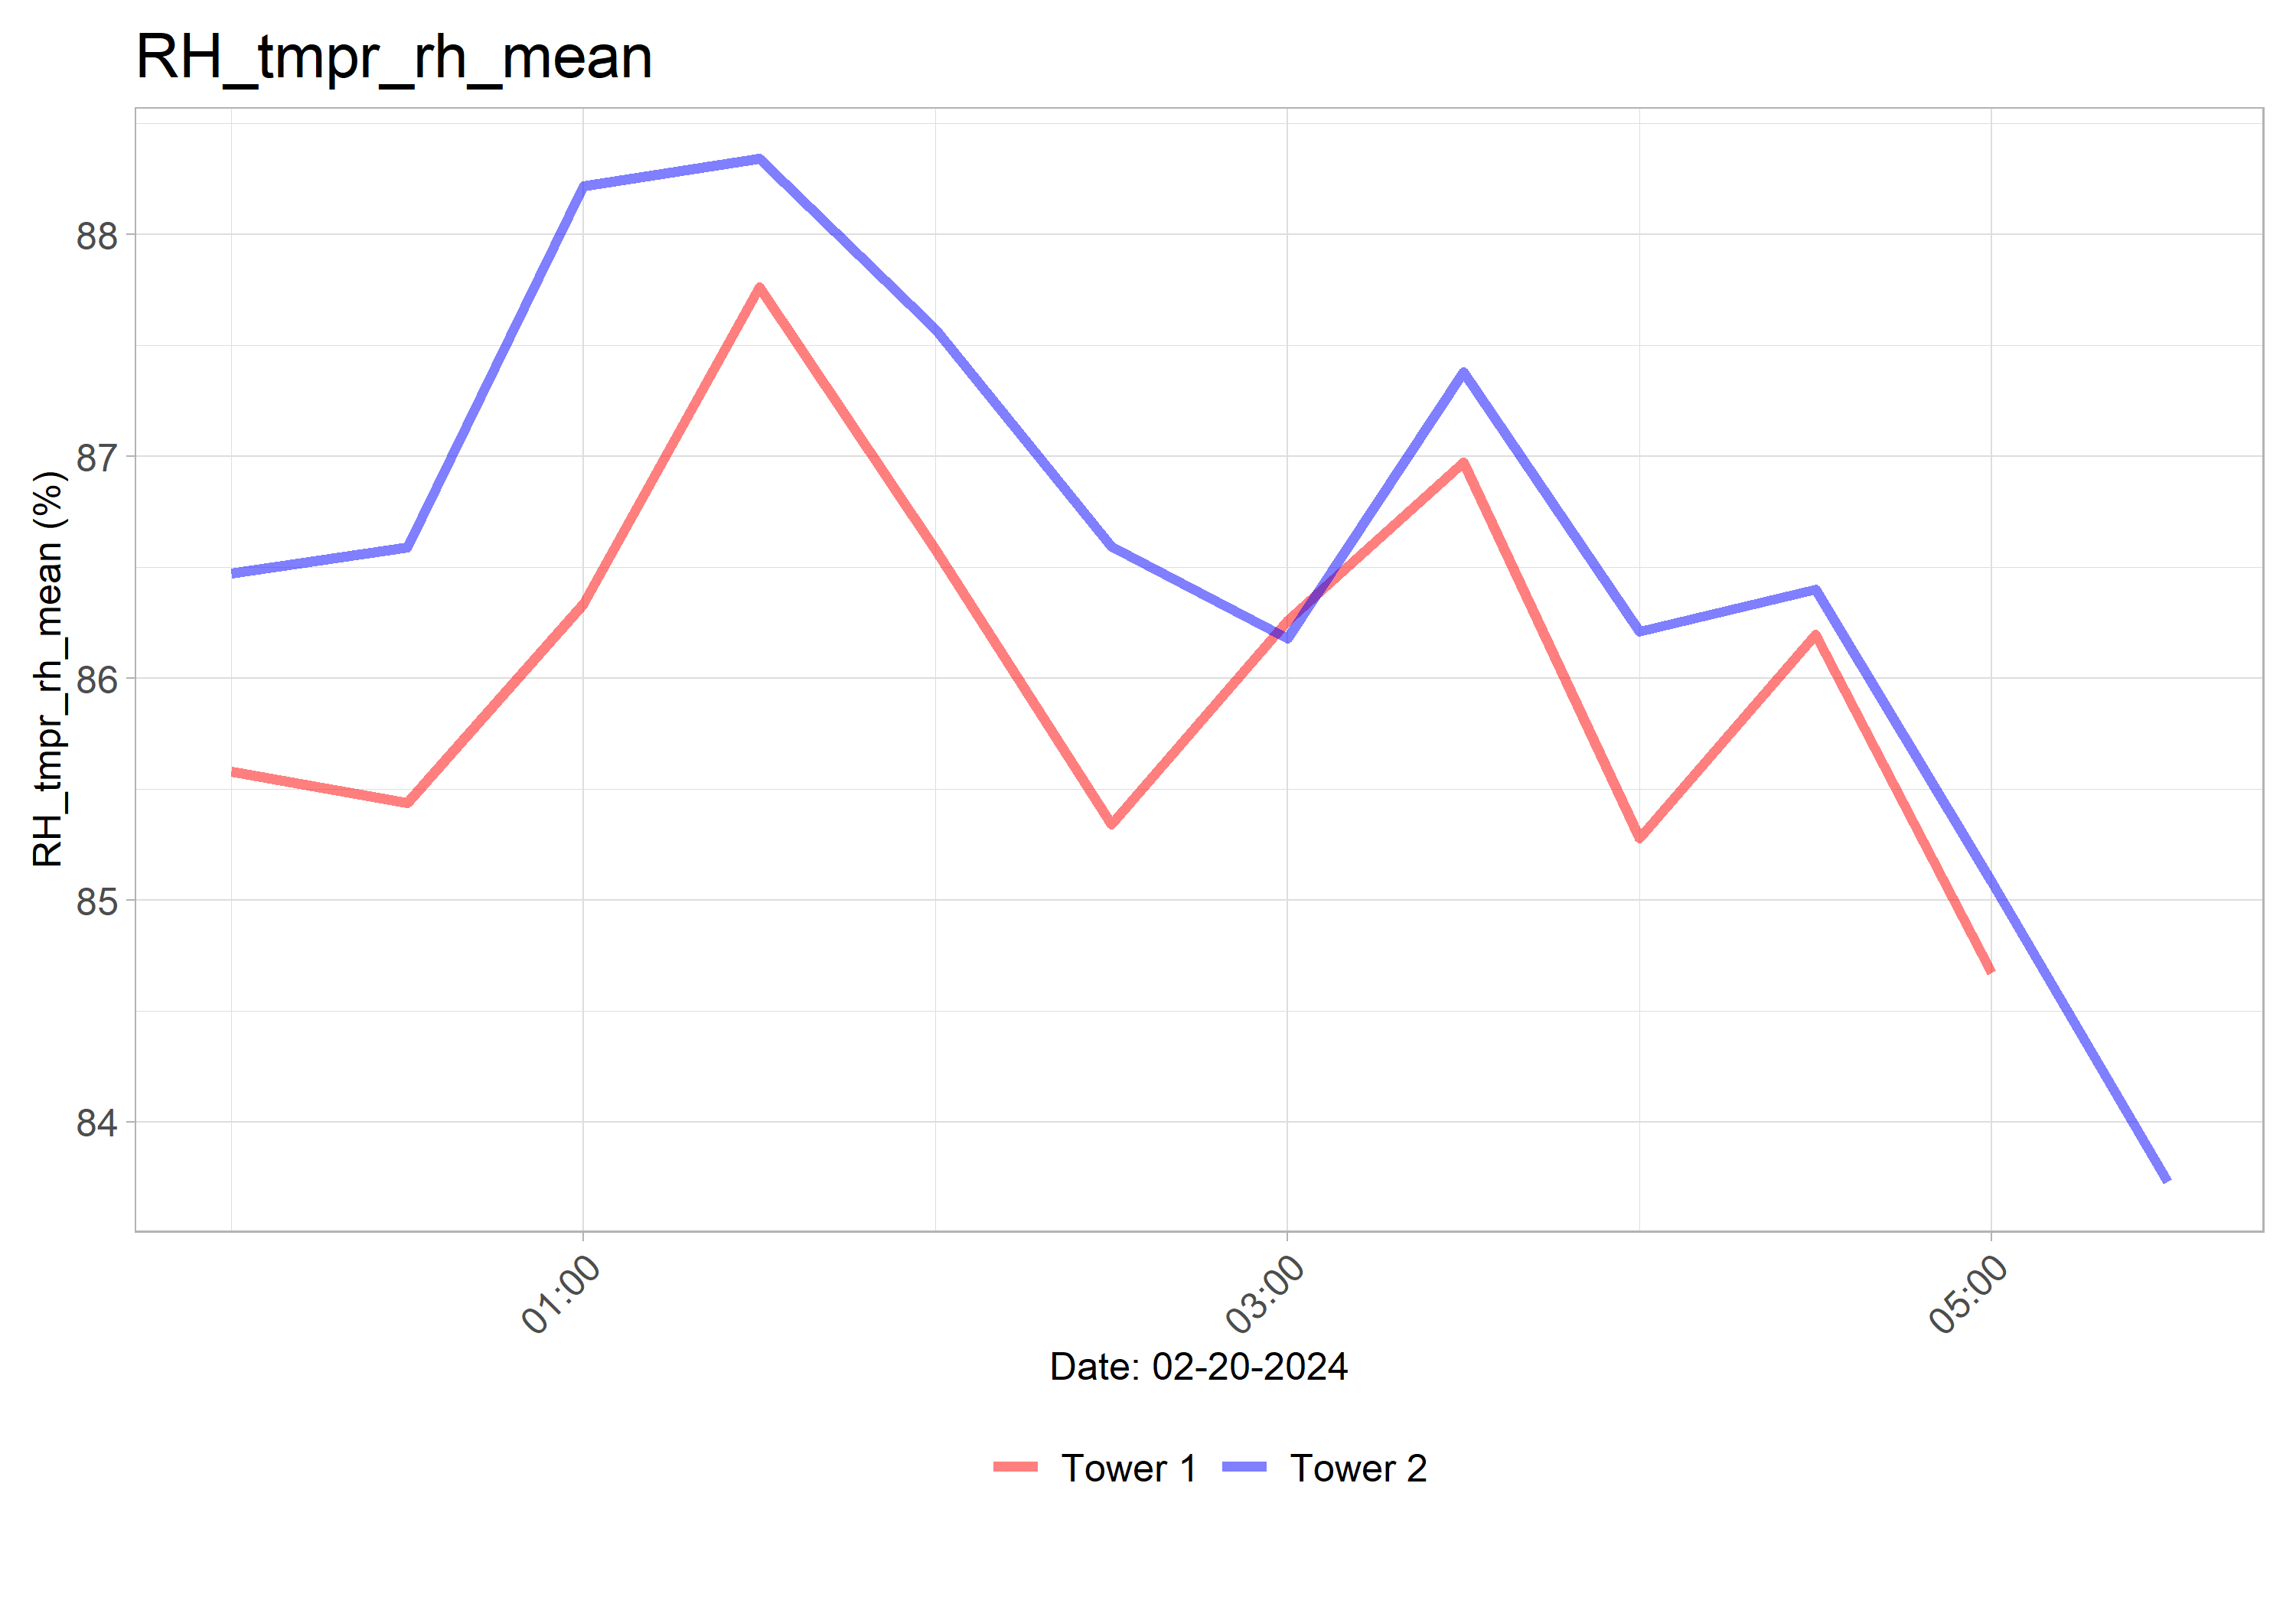 RH_tmpr_rh_mean
RH_tmpr_rh_mean (%)
88
87
86
85
84
01:00
03:00
05:00
Date: 02-20-2024
Tower 1
Tower 2